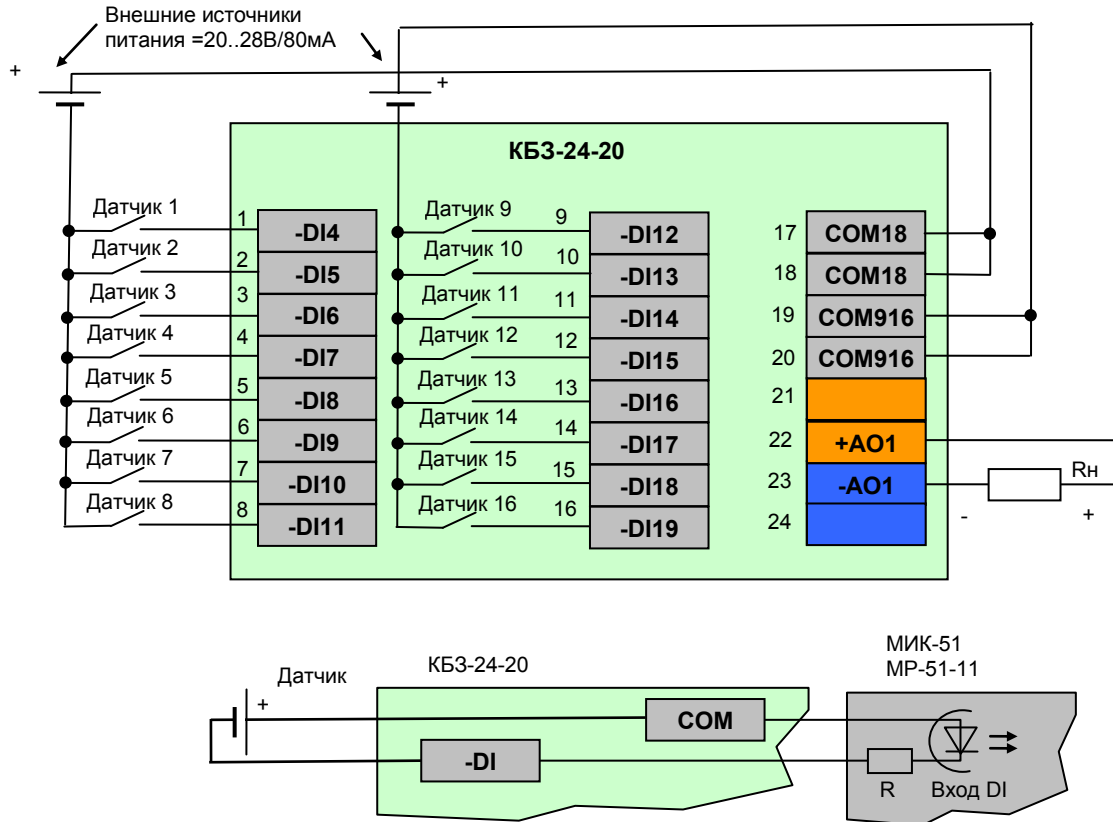 Внешние источники
питания =20..28В/80мА
+
+
КБЗ-24-20
Датчик 1
1
-DI4
Датчик 2
2
-DI5
Датчик 3
3
-DI6
Датчик 4
4
-DI7
Датчик 5
5
-DI8
Датчик 6
6
-DI9
Датчик 7
7
-DI10
Датчик 8
8
-DI11
Датчик 9
9
-DI12
Датчик 10
10
-DI13
Датчик 11
11
-DI14
Датчик 12
12
-DI15
Датчик 13
13
-DI16
Датчик 14
14
-DI17
Датчик 15
15
-DI18
Датчик 16
16
-DI19
17
COM18
18
COM18
19
COM916
20
COM916
21
22
+AO1
23
-AO1
24
Rн
-
+
Датчик
+
КБЗ-24-20
COM
-DI
МИК-51
МР-51-11
R
Вход DI